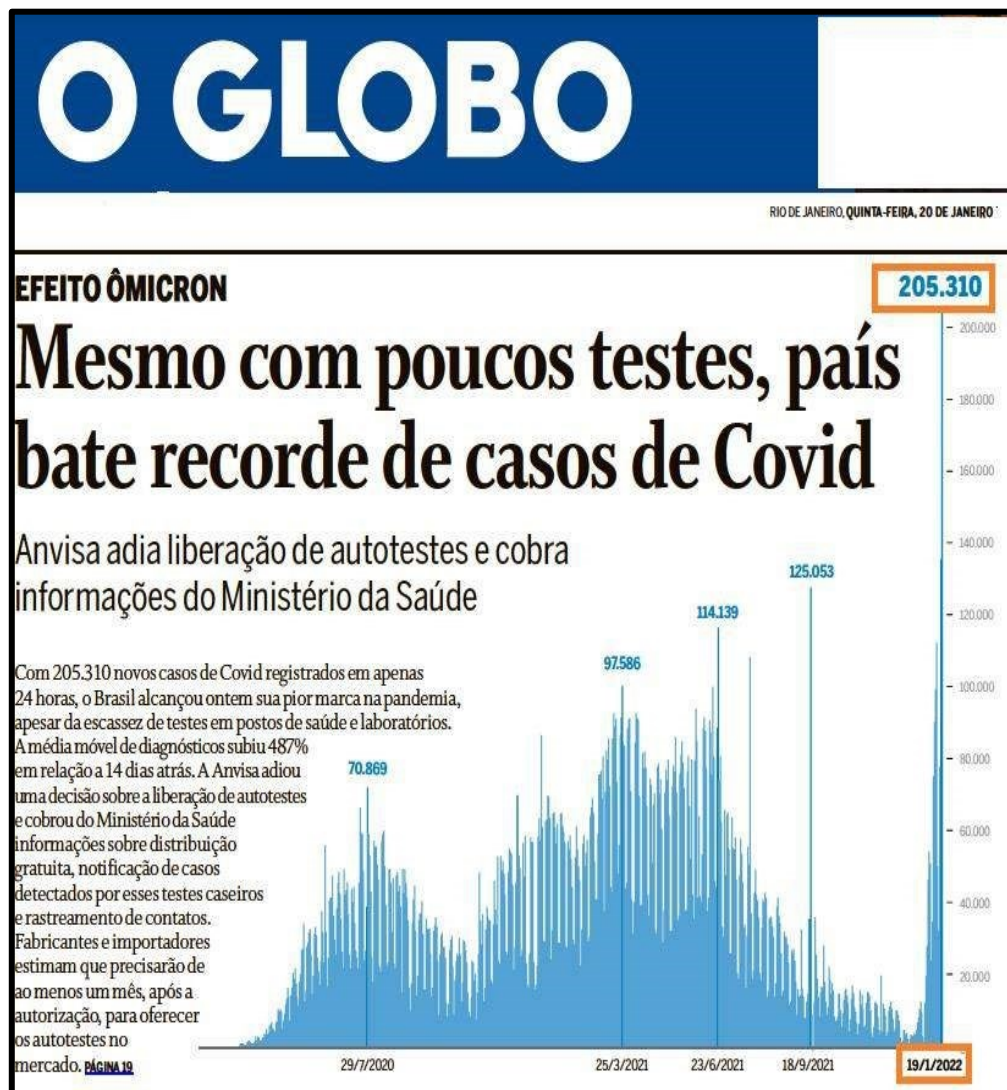 O GLOBO
RIO DE JANEIRO, QUINTA-FEIRA, 20 DE JANEIRO
EFEITO ÔMICRON
205.310
Mesmo com poucos testes, país
bate recorde de casos de Covid
Anvisa adia liberação de autotestes e cobra
informações do Ministério da Saúde
Com 205.310 novos casos de Covid registrados em apenas
24 horas, o Brasil alcançou ontem sua pior marca na pandemia,
apesar da escassez de testes em postos de saúde e laboratórios.
A média móvel de diagnósticos subiu 487%
em relação a 14 dias atrás. A Anvisa adiou
uma decisão sobre a liberação de autotestes
e cobrou do Ministério da Saúde
informações sobre distribuição
gratuita, notificação de casos
detectados por esses testes caseiros
e rastreamento de contatos.
Fabricantes e importadores
estimam que precisarão de
ao menos um mês, após a
autorização, para oferecer
os autotestes no
mercado. PÁGINA 19
70.869
97.586
114.139
125.053
200.000
180.000
160.000
140.000
120.000
100.000
80.000
60.000
40.000
20.000
29/7/2020
25/3/2021
23/6/2021
18/9/2021
19/1/2022